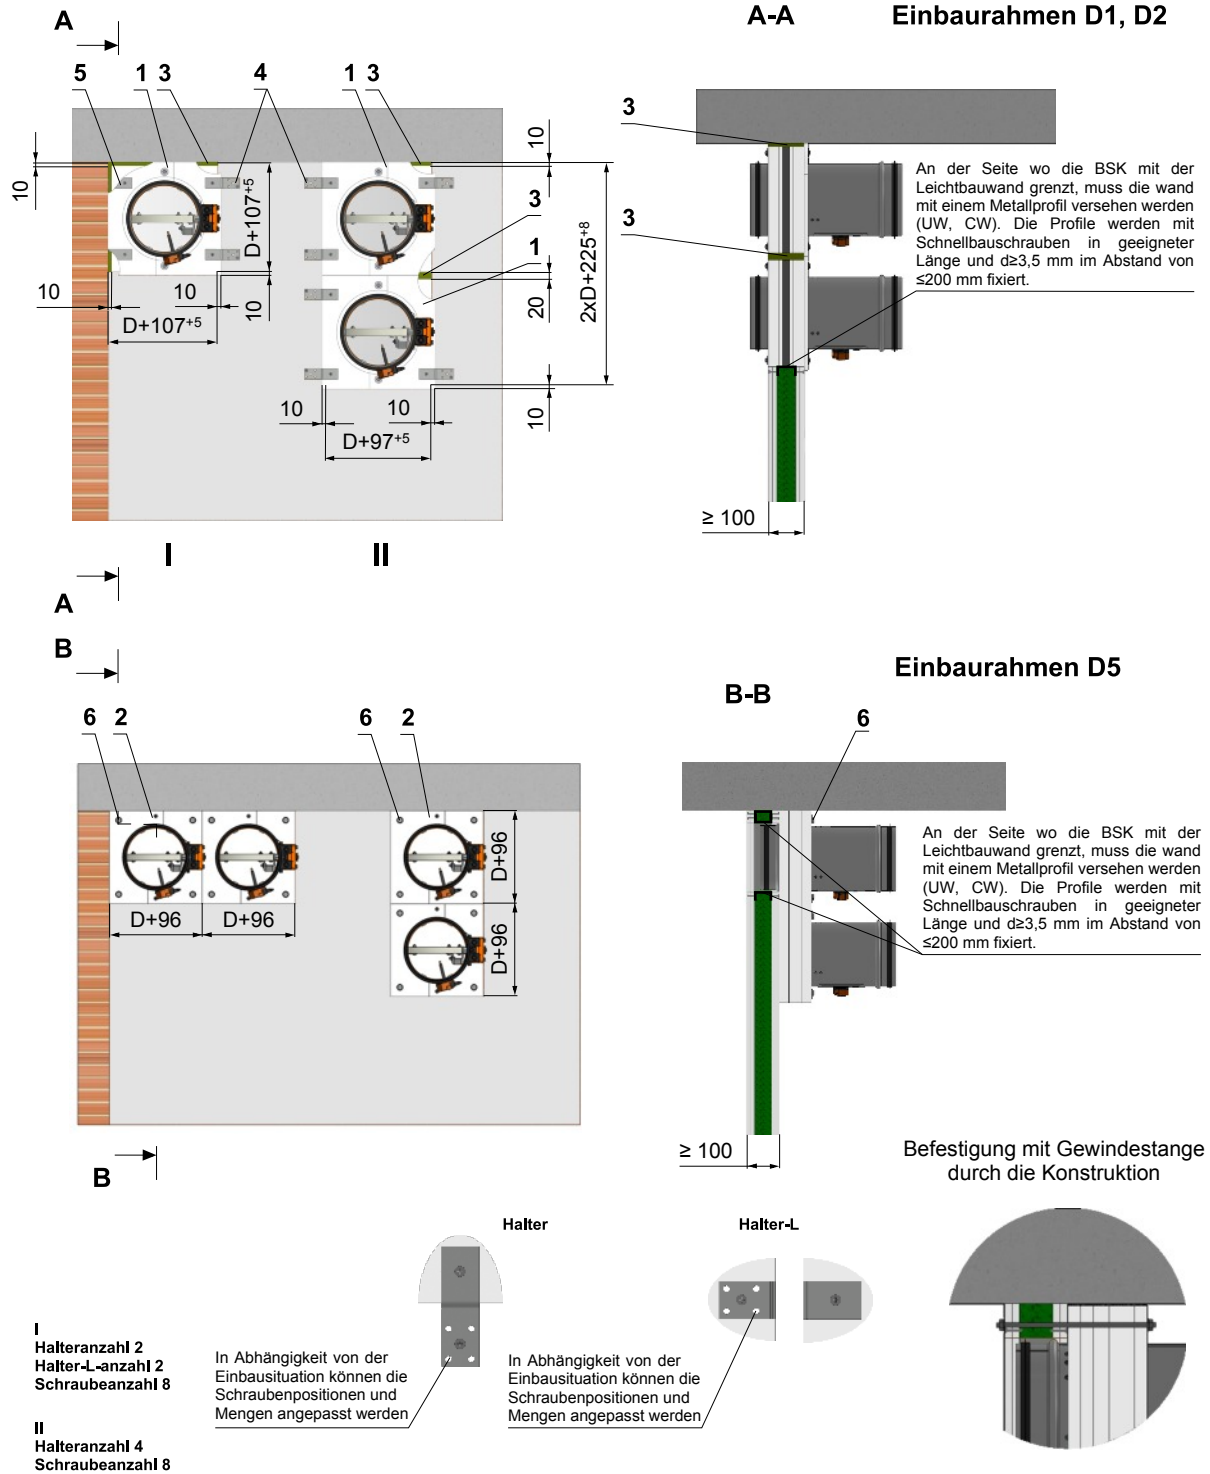 A
A-A
Einbaurahmen D1, D2
5
1
3
4
1
3
10
3
10
D+107+5
2xD+225+8
3
1
An der Seite wo die BSK mit der
Leichtbauwand grenzt, muss die wand
mit einem Metallprofil versehen werden
(UW, CW). Die Profile werden mit
Schnellbauschrauben in geeigneter
Länge und d≥3,5 mm im Abstand von
≤200 mm fixiert.
3
10
10
10
20
D+107+5
10
10
10
D+97+5
≥ 100
I
II
A
B
Einbaurahmen D5
B-B
6
2
6
2
6
D+96
D+96
D+96
D+96
An der Seite wo die BSK mit der
Leichtbauwand grenzt, muss die wand
mit einem Metallprofil versehen werden
(UW, CW). Die Profile werden mit
Schnellbauschrauben in geeigneter
Länge und d≥3,5 mm im Abstand von
≤200 mm fixiert.
≥ 100
B
Befestigung mit Gewindestange
durch die Konstruktion
Halter
Halter-L
I
Halteranzahl 2
Halter-L-anzahl 2
Schraubeanzahl 8
In Abhängigkeit von der
Einbausituation können die
Schraubenpositionen und
Mengen angepasst werden
In Abhängigkeit von der
Einbausituation können die
Schraubenpositionen und
Mengen angepasst werden
II
Halteranzahl 4
Schraubeanzahl 8